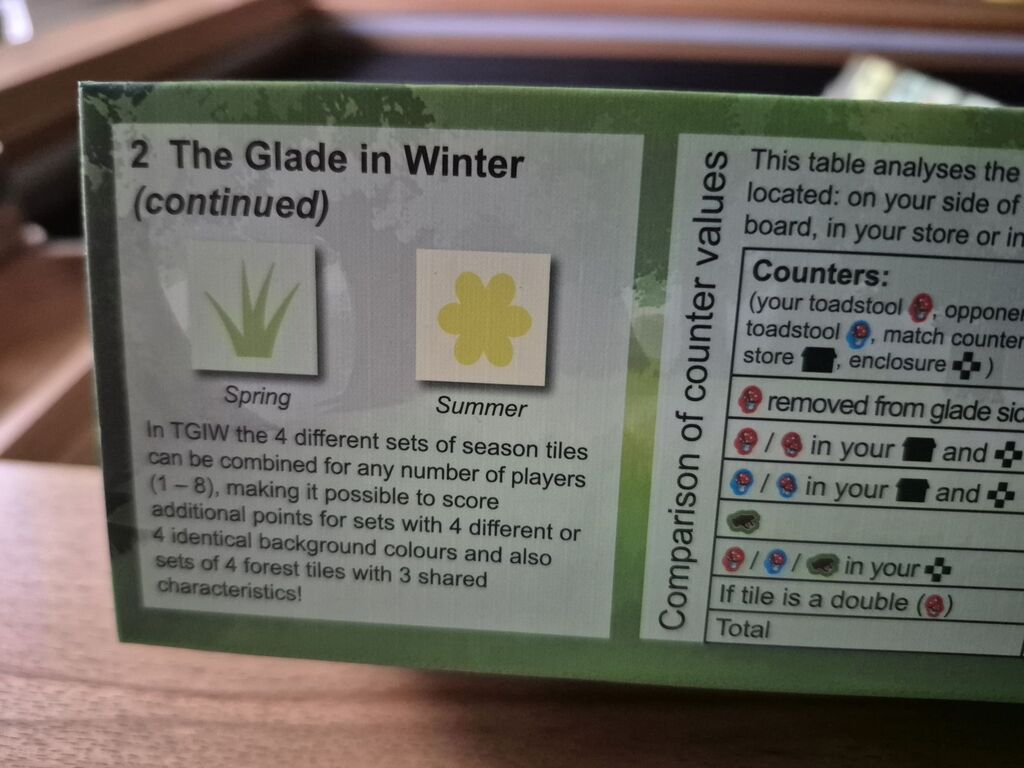 2 The Glade in Winter
(continued)
Spring
Summer
In TGIW the 4 different sets of season tiles
can be combined for any number of players
(1 – 8), making it possible to score
additional points for sets with 4 different or
4 identical background colours and also
sets of 4 forest tiles with 3 shared
characteristics!
Comparison of counter values
This table analyses the
located: on your side of
board, in your store or in
Counters:
(your toadstool , opponen
toadstool , match counter
store , enclosure )
removed from glade sid
/ in your and
/ in your and
/ / in your
If tile is a double ( )
Total